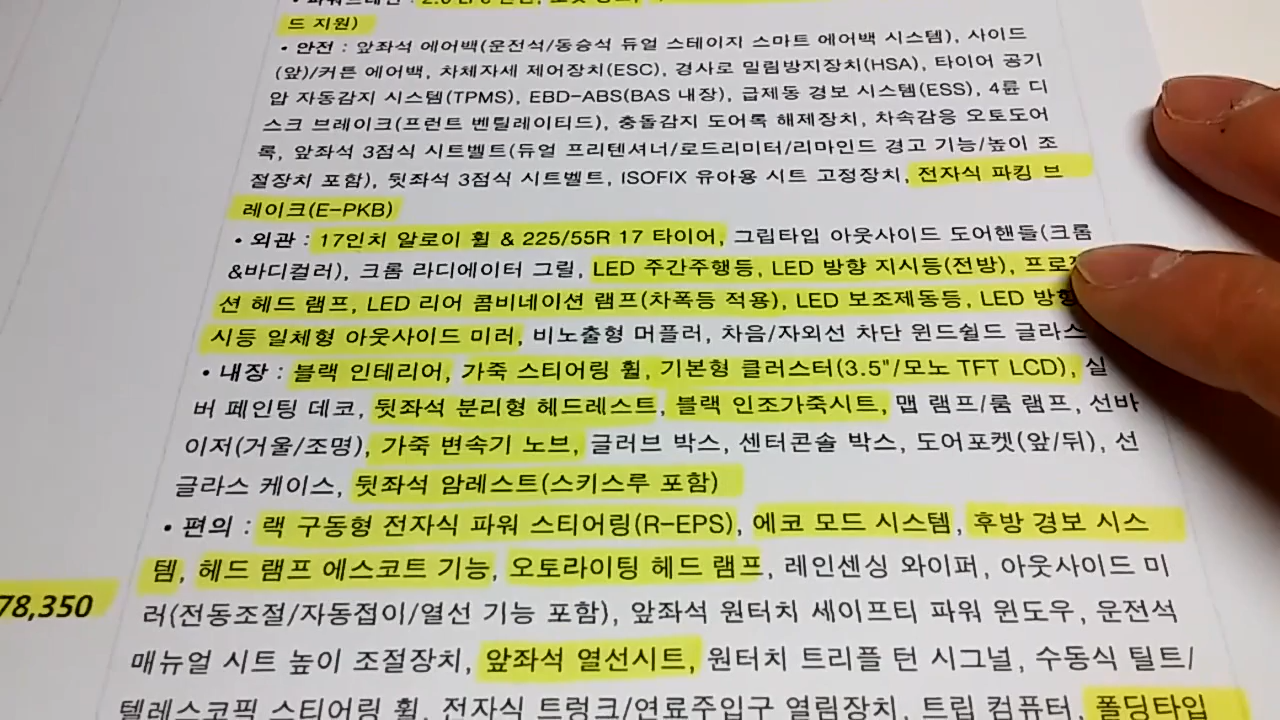 드 지원)
• 안전 : 앞좌석 에어백(운전석/동승석 듀얼 스테이지 스마트 에어백 시스템), 사이드
(앞)/커튼 에어백, 차체자세 제어장치(ESC), 경사로 밀림방지장치(HSA), 타이어 공기
압 자동감지 시스템(TPMS), EBD-ABS(BAS 내장), 급제동 경보 시스템(ESS), 4륜 디
스크 브레이크(프런트 벤틸레이티드), 충돌감지 도어록 해제장치, 차속감응 오토도어
록, 앞좌석 3점식 시트벨트(듀얼 프리텐셔너/로드리미터/리마인드 경고 기능/높이 조
절장치 포함), 뒷좌석 3점식 시트벨트, ISOFIX 유아용 시트 고정장치, 전자식 파킹 브
레이크(E-PKB)
• 외관 : 17인치 알로이 휠 & 225/55R 17 타이어, 그립타입 아웃사이드 도어핸들(크롬
&바디컬러), 크롬 라디에이터 그릴, LED 주간주행등, LED 방향 지시등(전방),
션 헤드 램프, LED 리어 콤비네이션 램프(차폭등 적용), LED 보조제동등, LED
시등 일체형 아웃사이드 미러, 비노출형 머플러, 차음/자외선 차단 윈드쉴드 글라스
• 내장 : 블랙 인테리어, 가죽 스티어링 휠, 기본형 클러스터(3.5"/모노 TFT LCD), 실
버 페인팅 데코, 뒷좌석 분리형 헤드레스트, 블랙 인조가죽시트, 맵 램프/룸 램프, 선바
이저(거울/조명), 가죽 변속기 노브, 글러브 박스, 센터콘솔 박스, 도어포켓(앞/뒤), 선
글라스 케이스, 뒷좌석 암레스트(스키스루 포함)
• 편의 : 랙 구동형 전자식 파워 스티어링(R-EPS), 에코 모드 시스템, 후방 경보 시스
템, 헤드 램프 에스코트 기능, 오토라이팅 헤드 램프, 레인센싱 와이퍼, 아웃사이드 미
78,350
러(전동조절/자동접이/열선 기능 포함), 앞좌석 원터치 세이프티 파워 윈도우, 운전석
매뉴얼 시트 높이 조절장치, 앞좌석 열선시트, 원터치 트리플 턴 시그널, 수동식 틸트/
텔레스코픽 스티어링 휠, 전자식 트렁크/연료주입구 열림장치, 트립 컴퓨터, 폴딩타입